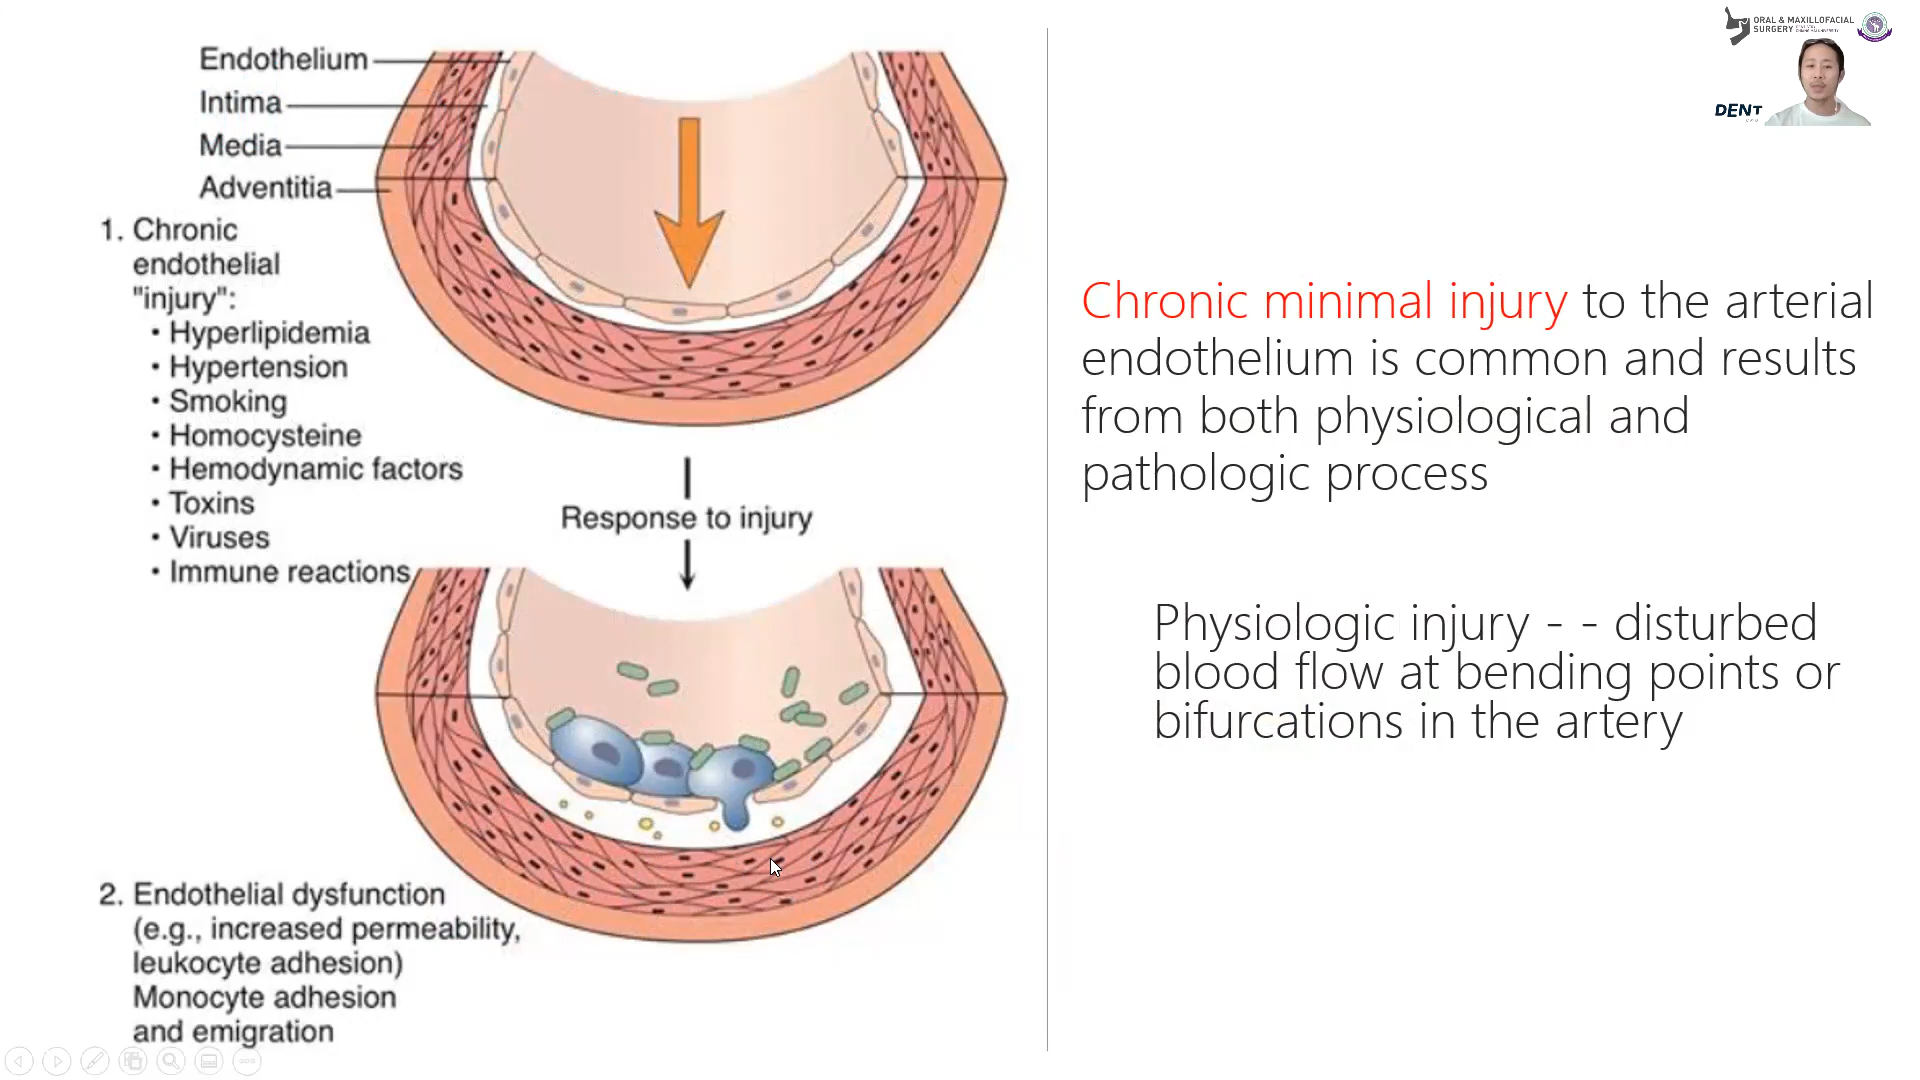 ORAL & MAXILLOFACIAL
SURGERY
DENT
Endothelium
Intima
Media
Adventitia
1. Chronic
endothelial
"injury":
• Hyperlipidemia
• Hypertension
• Smoking
• Homocysteine
• Hemodynamic factors
• Toxins
• Viruses
• Immune reactions
Response to injury
2. Endothelial dysfunction
(e.g., increased permeability,
leukocyte adhesion)
Monocyte adhesion
and emigration
Chronic minimal injury to the arterial
endothelium is common and results
from both physiological and
pathologic process
Physiologic injury - - disturbed
blood flow at bending points or
bifurcations in the artery